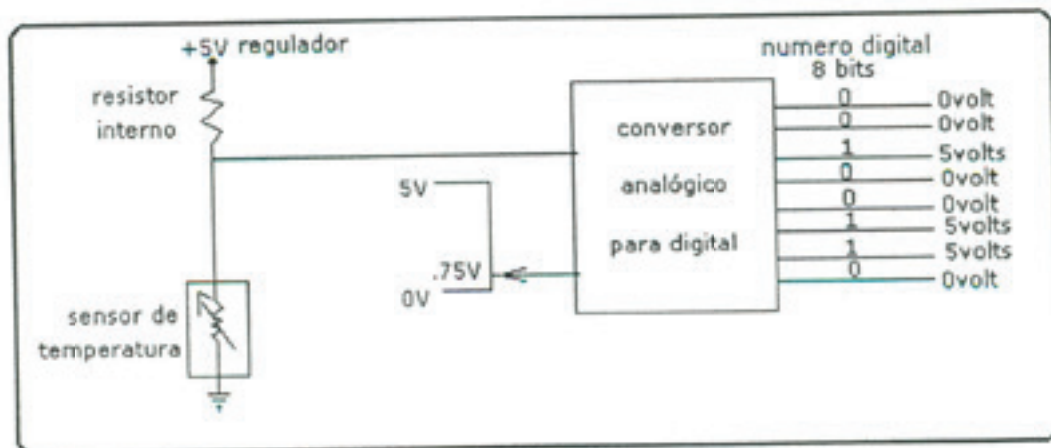 +5V regulador
resistor
interno
sensor de
temperatura
5V
.75V
0V
conversor
analógico
para digital
numero digital
8 bits
0 0volt
0 0volt
1 5volts
0 0volt
0 0volt
1 5volts
1 5volts
0 0volt